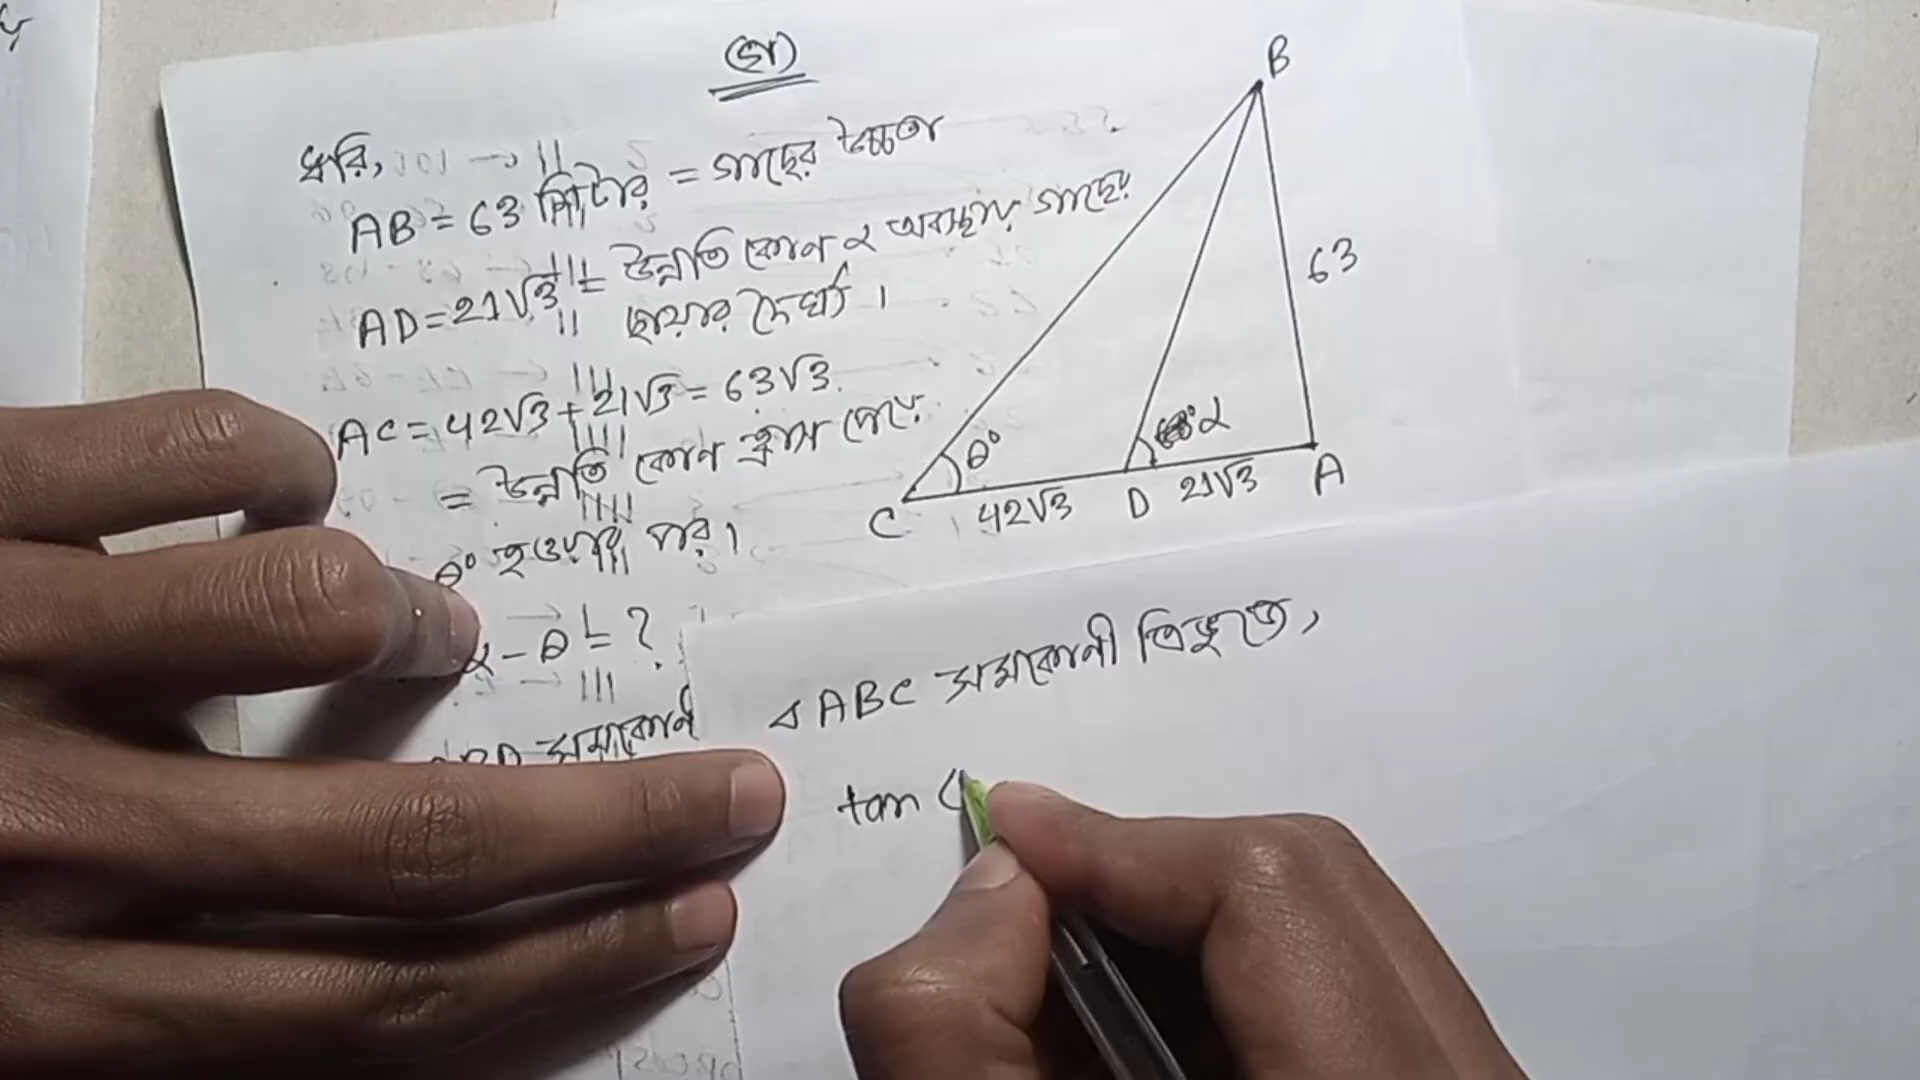 (গ)
ধরি,
AB = 63 মিটার = গাছের উচ্চতা
AD = 21√3 " = উন্নতি কোণ α অবস্থায় গাছের
ছায়ার দৈর্ঘ্য।
AC = 42√3 + 21√3 = 63√3.
= উন্নতি কোণ হ্রাস পেয়ে
θ° হওয়ার পর।
α - θ = ?
সমকোণী
B
63
θ°
α
C
42√3
D
21√3
A
◁ ABC সমকোণী ত্রিভুজে,
tan